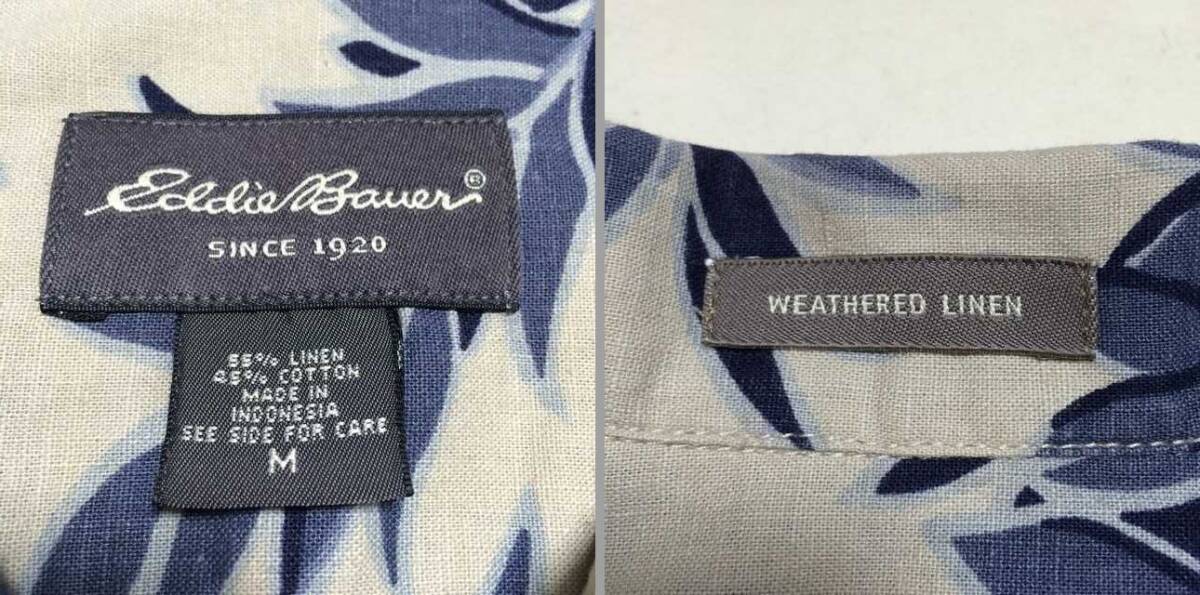 Eddie Bauer®
SINCE 1920
55% LINEN
45% COTTON
MADE IN
INDONESIA
SEE SIDE FOR CARE
M
WEATHERED LINEN